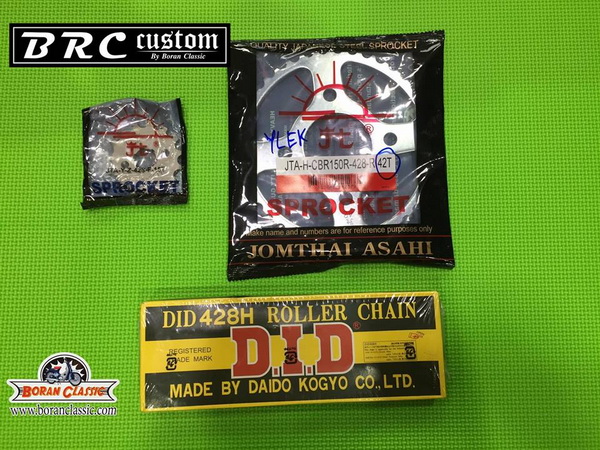 BRC custom
By Boran Classic
QUALITY JAPANESE STEEL SPROCKET
YLEK
Jt ®
JTA-H-CBR150R-428-R 42T
SPROCKET
Make name and numbers are for reference purposes only
JOMTHAI ASAHI
Jt
SPROCKET
DID 428H ROLLER CHAIN
REGISTERED
TRADE MARK
D.I.D ®
MADE BY DAIDO KOGYO CO., LTD.
BORAN CLASSIC
www.boranclassic.com